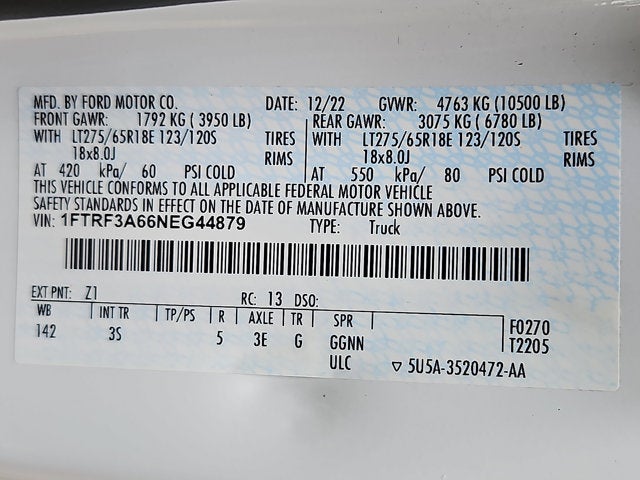 MFD. BY FORD MOTOR CO. DATE: 12/22 GVWR: 4763 KG (10500 LB)
FRONT GAWR: 1792 KG ( 3950 LB) REAR GAWR: 3075 KG ( 6780 LB)
WITH LT275/65R18E 123/120S TIRES WITH LT275/65R18E 123/120S TIRES
18x8.0J RIMS 18x8.0J RIMS
AT 420 kPa/ 60 PSI COLD AT 550 kPa/ 80 PSI COLD
THIS VEHICLE CONFORMS TO ALL APPLICABLE FEDERAL MOTOR VEHICLE
SAFETY STANDARDS IN EFFECT ON THE DATE OF MANUFACTURE SHOWN ABOVE.
VIN: 1FTRF3A66NEG44879 TYPE: Truck
EXT PNT: Z1 RC: 13 DSO:
WB INT TR TP/PS R AXLE TR SPR F0270
142 3S 5 3E G GGNN T2205
ULC ▽ 5U5A-3520472-AA